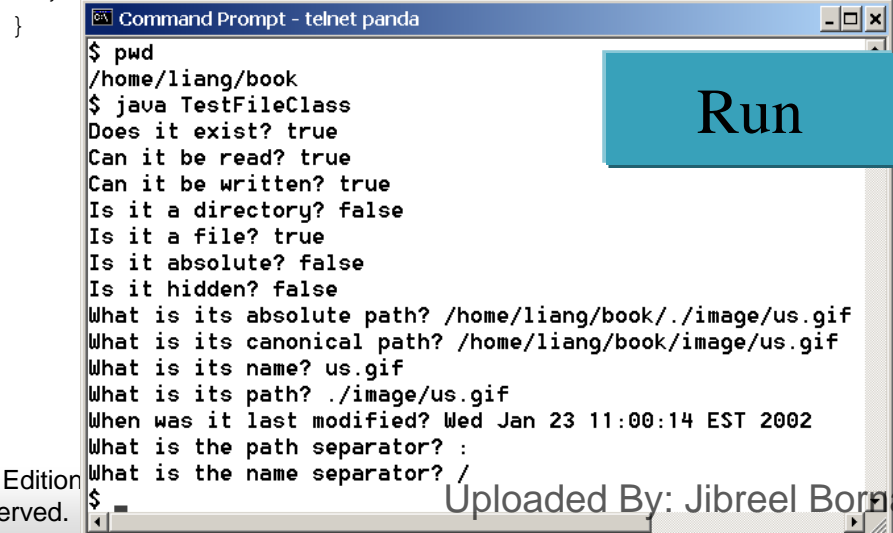 }
Command Prompt - telnet panda
$ pwd
/home/liang/book
$ java TestFileClass
Does it exist? true
Can it be read? true
Can it be written? true
Is it a directory? false
Is it a file? true
Is it absolute? false
Is it hidden? false
What is its absolute path? /home/liang/book/./image/us.gif
What is its canonical path? /home/liang/book/image/us.gif
What is its name? us.gif
What is its path? ./image/us.gif
When was it last modified? Wed Jan 23 11:00:14 EST 2002
What is the path separator? :
What is the name separator? /
$ _
Run
Edition
erved.
Uploaded By: Jibreel Borna